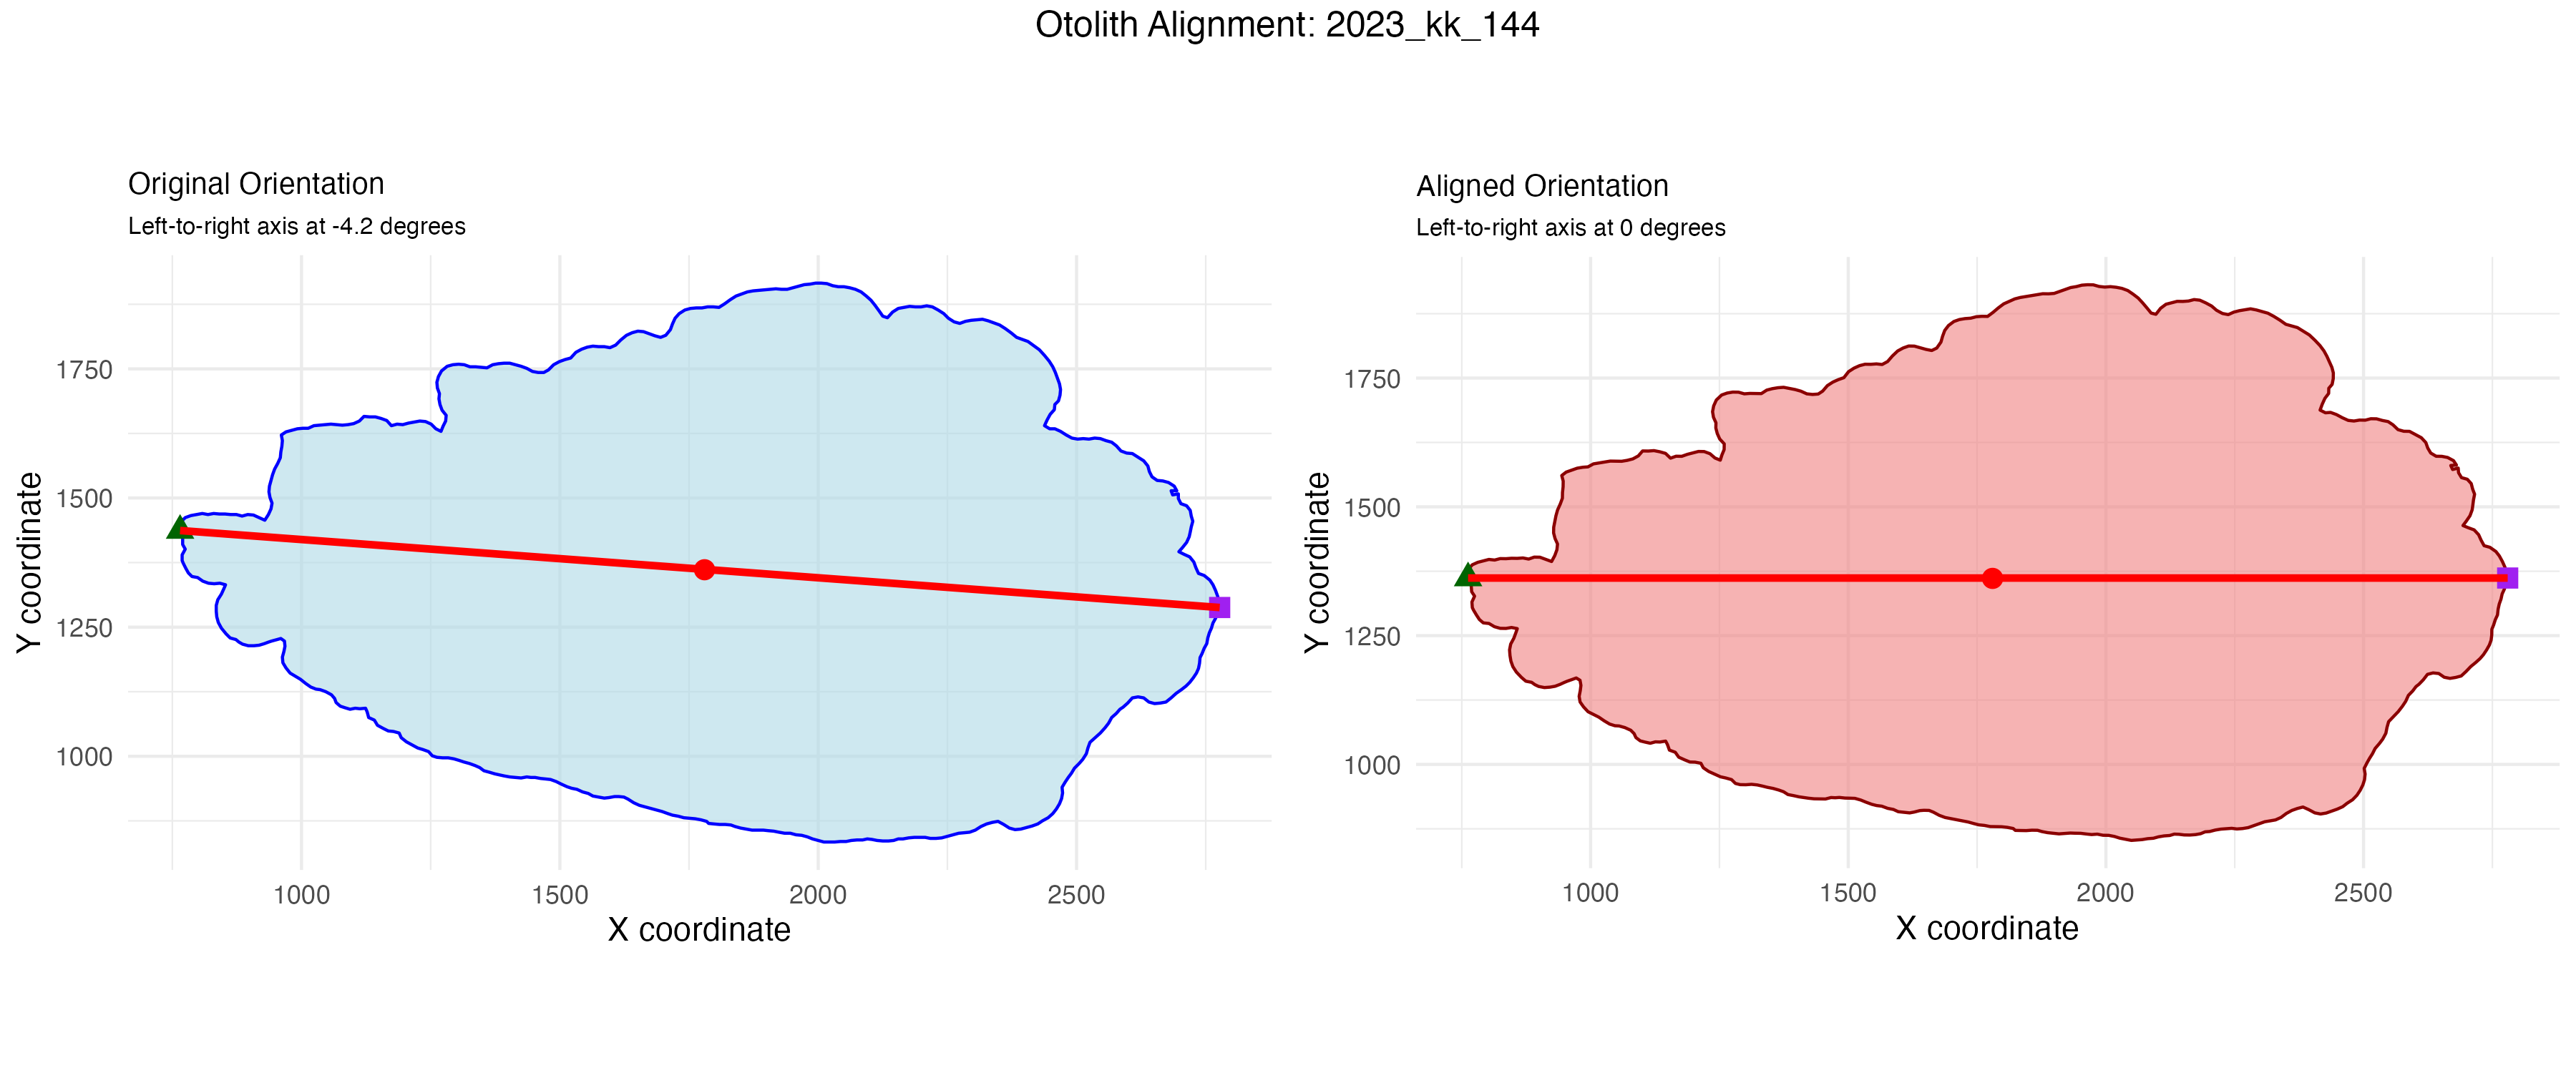 Otolith Alignment: 2023_kk_144
Original Orientation
Left-to-right axis at -4.2 degrees
1750
1500
1250
1000
Y coordinate
1000 1500 2000 2500
X coordinate
Aligned Orientation
Left-to-right axis at 0 degrees
1750
1500
1250
1000
Y coordinate
1000 1500 2000 2500
X coordinate